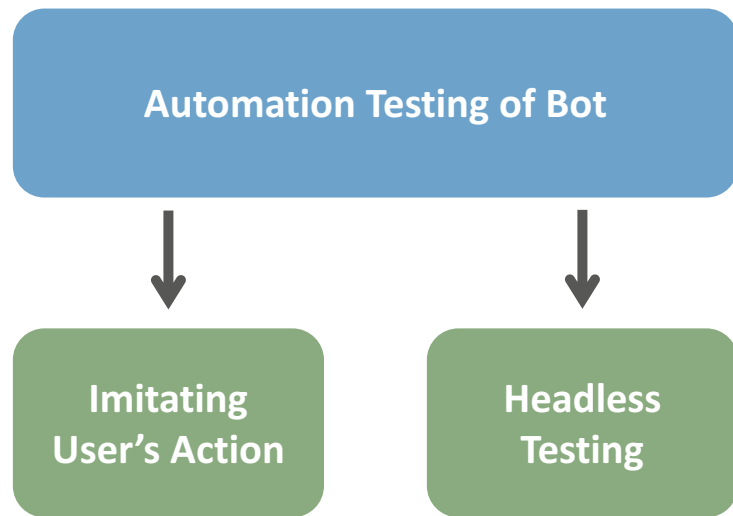 Automation Testing of Bot
Imitating
User’s Action
Headless
Testing